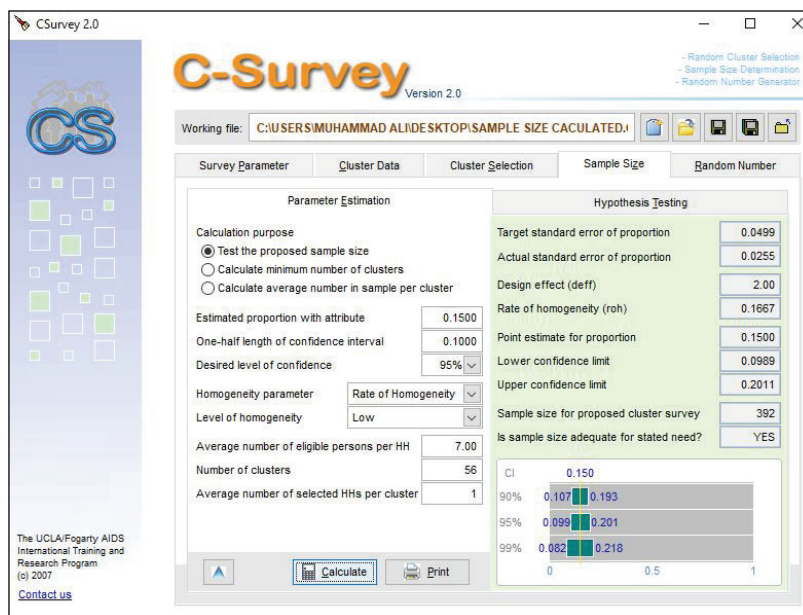 CSurvey 2.0
C-Survey
Version 2.0
- Random Cluster Selection
- Sample Size Determination
- Random Number Generator
CS
Working file: C:\USERS\MUHAMMAD ALI\DESKTOP\SAMPLE SIZE CACULATED.
Survey Parameter Cluster Data Cluster Selection Sample Size Random Number
Parameter Estimation Hypothesis Testing
Calculation purpose
Test the proposed sample size
Calculate minimum number of clusters
Calculate average number in sample per cluster
Estimated proportion with attribute 0.1500
One-half length of confidence interval 0.1000
Desired level of confidence 95%
Homogeneity parameter Rate of Homogeneity
Level of homogeneity Low
Average number of eligible persons per HH 7.00
Number of clusters 56
Average number of selected HHs per cluster 1
Calculate Print
Target standard error of proportion 0.0499
Actual standard error of proportion 0.0255
Design effect (deff) 2.00
Rate of homogeneity (roh) 0.1667
Point estimate for proportion 0.1500
Lower confidence limit 0.0989
Upper confidence limit 0.2011
Sample size for proposed cluster survey 392
Is sample size adequate for stated need? YES
CI 0.150
90% 0.107 0.193
95% 0.099 0.201
99% 0.082 0.218
0 0.5 1
The UCLA/Fogarty AIDS
International Training and
Research Program
(c) 2007
Contact us